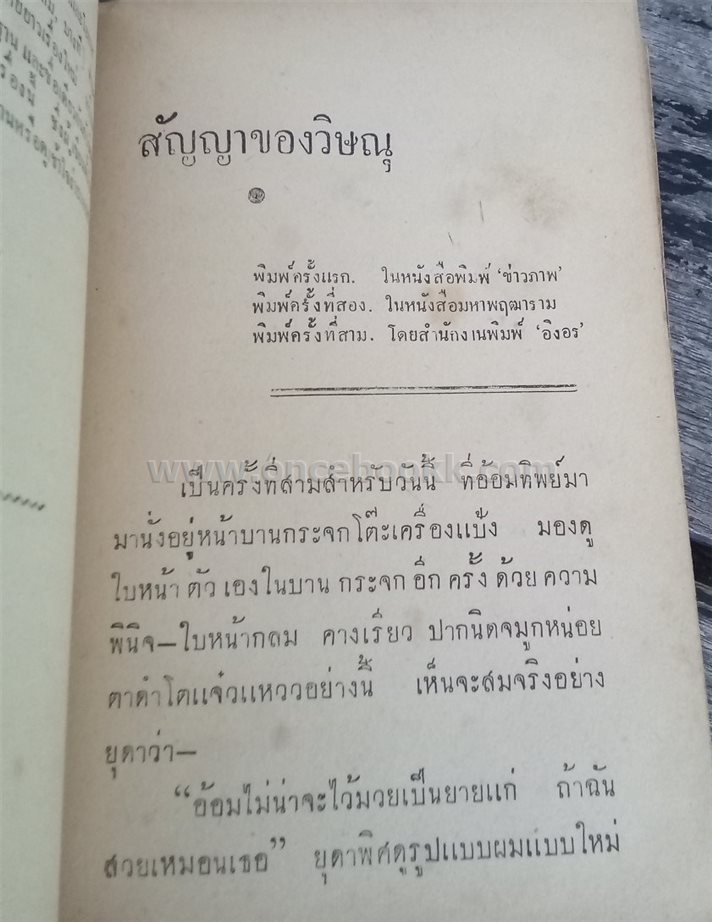 สัญญาของวิษณุ
พิมพ์ครั้งแรก. ในหนังสือพิมพ์ ‘ข่าวภาพ’
พิมพ์ครั้งที่สอง. ในหนังสือมหาพฤฒาราม
พิมพ์ครั้งที่สาม. โดยสำนักงานพิมพ์ ‘อิงอร’
www.oncebookk.com
เป็นครั้งที่สามสำหรับวันนี้ ที่อ้อมทิพย์มา
มานั่งอยู่หน้าบานกระจกโต๊ะเครื่องแป้ง มองดู
ใบหน้า ตัว เองในบาน กระจก อีก ครั้ง ด้วย ความ
พินิจ—ใบหน้ากลม คางเรียว ปากนิดจมูกหน่อย
ตาดำโตแจ๋วแหววอย่างนี้ เห็นจะสมจริงอย่าง
ยุดาว่า—
“อ้อมไม่น่าจะไว้มวยเป็นยายแก่ ถ้าฉัน
สวยเหมือนเธอ” ยุดาพิศดูรูปแบบผมแบบใหม่